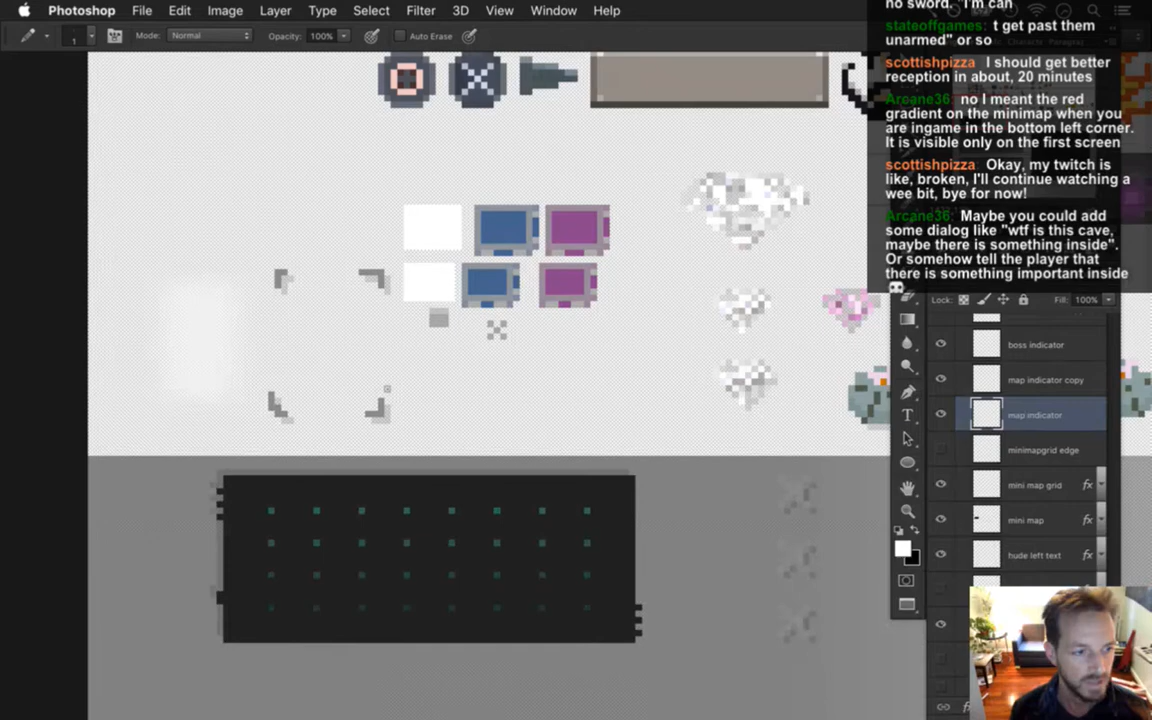 Photoshop File Edit Image Layer Type Select Filter 3D View Window Help
1 Mode: Normal Opacity: 100% Auto Erase
no sword. "I'm can
stateofgames: t get past them
unarmed" or so
scottishpizza I should get better
reception in about, 20 minutes
Arcane36: no I meant the red
gradient on the minimap when you
are ingame in the bottom left corner.
It is visible only on the first screen
scottishpizza Okay, my twitch is
like, broken, I'll continue watching a
wee bit, bye for now!
Arcane36: Maybe you could add
some dialog like "wtf is this cave,
maybe there is something inside".
Or somehow tell the player that
there is something important inside
Lock: Fill: 100%
boss indicator
map indicator copy
map indicator
minimapgrid edge
mini map grid fx
mini map
hude left text fx